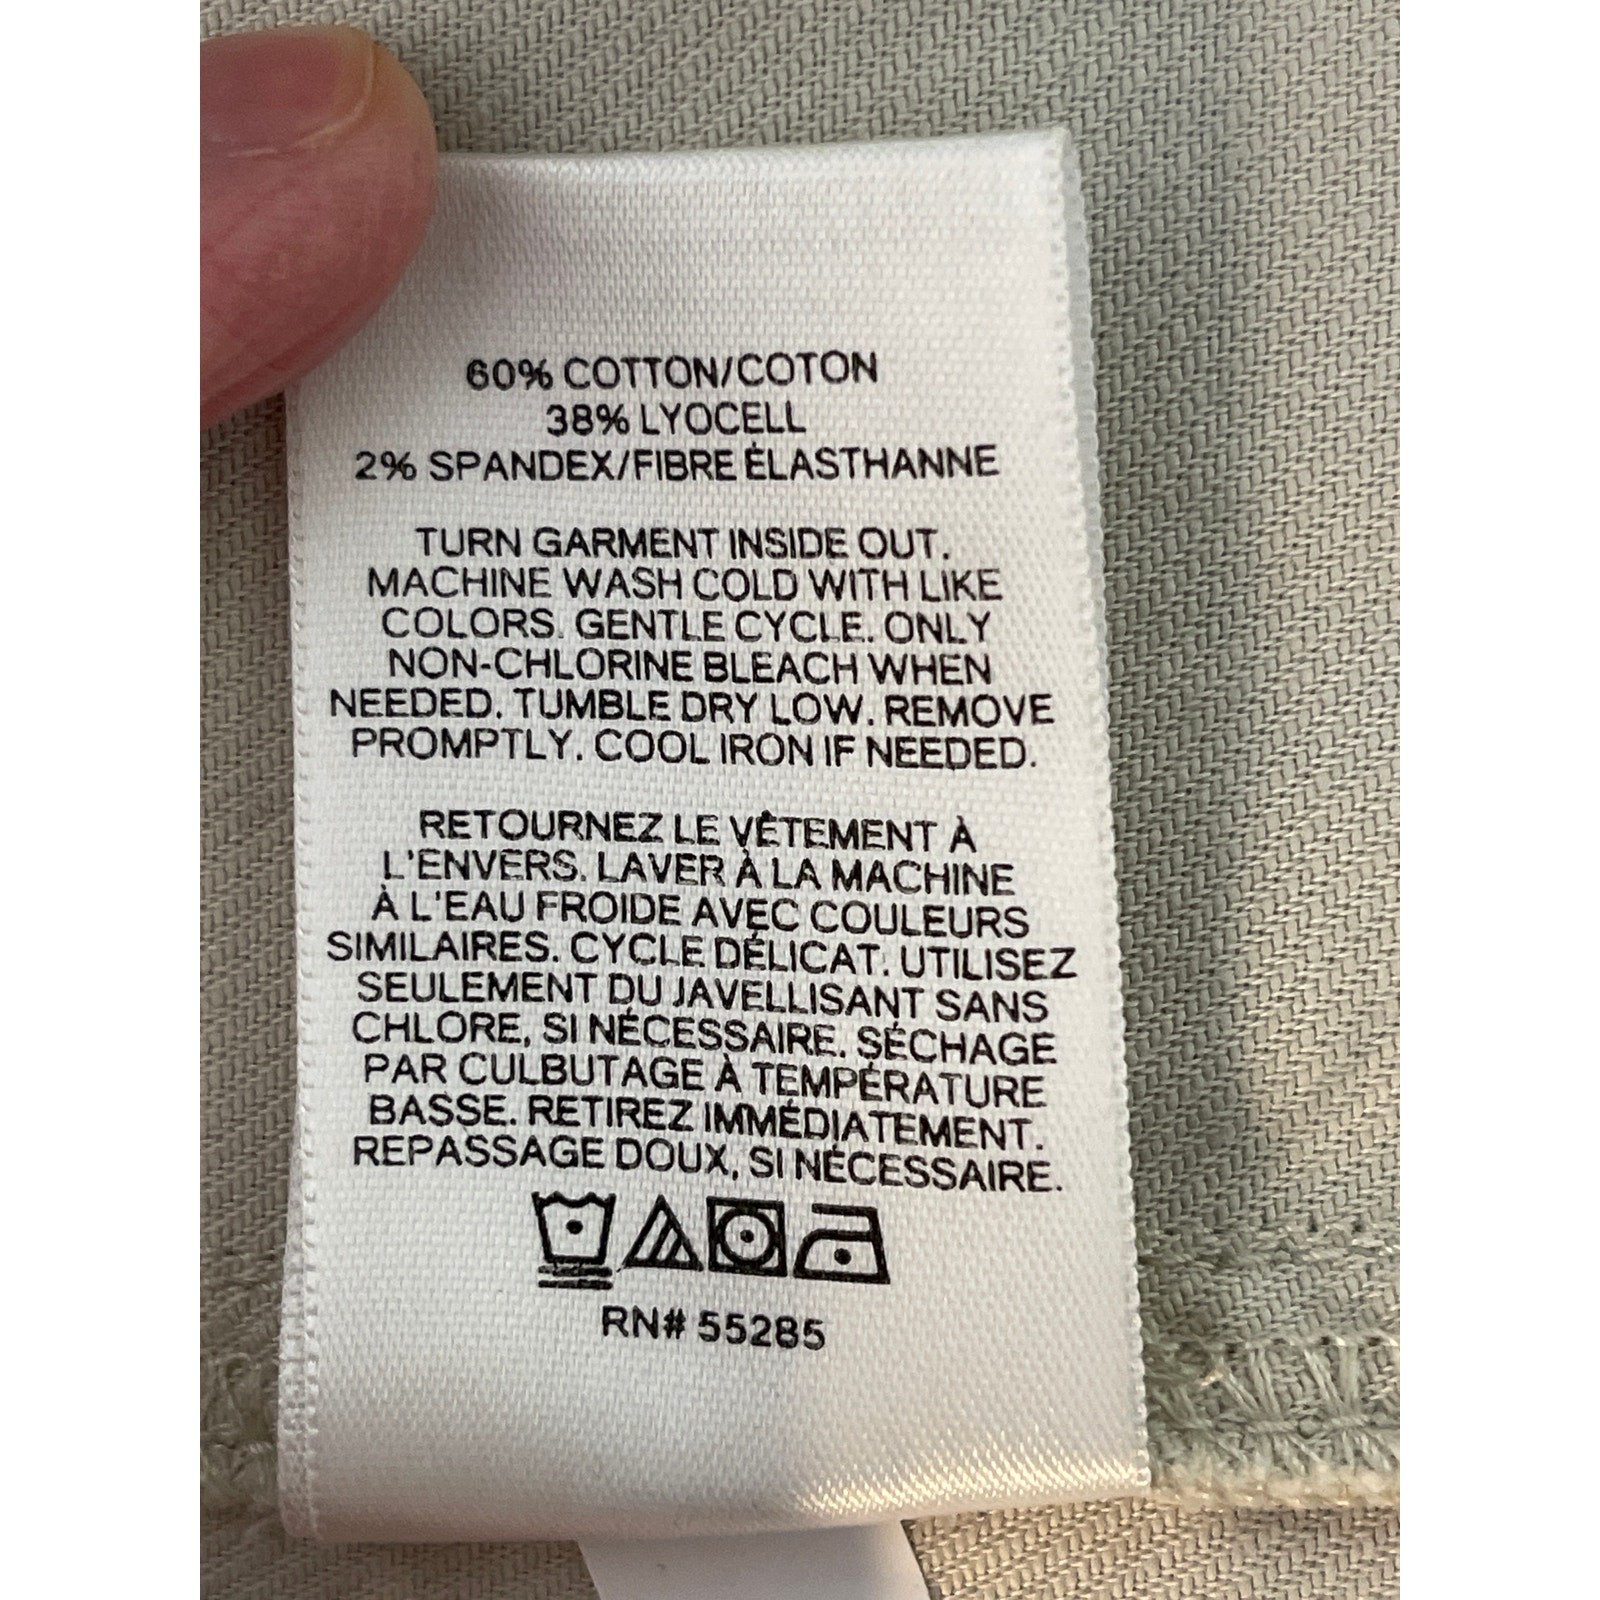 60% COTTON/COTON
38% LYOCELL
2% SPANDEX/FIBRE ÉLASTHANNE
TURN GARMENT INSIDE OUT.
MACHINE WASH COLD WITH LIKE
COLORS. GENTLE CYCLE. ONLY
NON-CHLORINE BLEACH WHEN
NEEDED. TUMBLE DRY LOW. REMOVE
PROMPTLY. COOL IRON IF NEEDED.
RETOURNEZ LE VÊTEMENT À
L'ENVERS. LAVER À LA MACHINE
À L'EAU FROIDE AVEC COULEURS
SIMILAIRES. CYCLE DÉLICAT. UTILISEZ
SEULEMENT DU JAVELLISANT SANS
CHLORE, SI NÉCESSAIRE. SÉCHAGE
PAR CULBUTAGE À TEMPÉRATURE
BASSE. RETIREZ IMMÉDIATEMENT.
REPASSAGE DOUX, SI NÉCESSAIRE.
RN# 55285